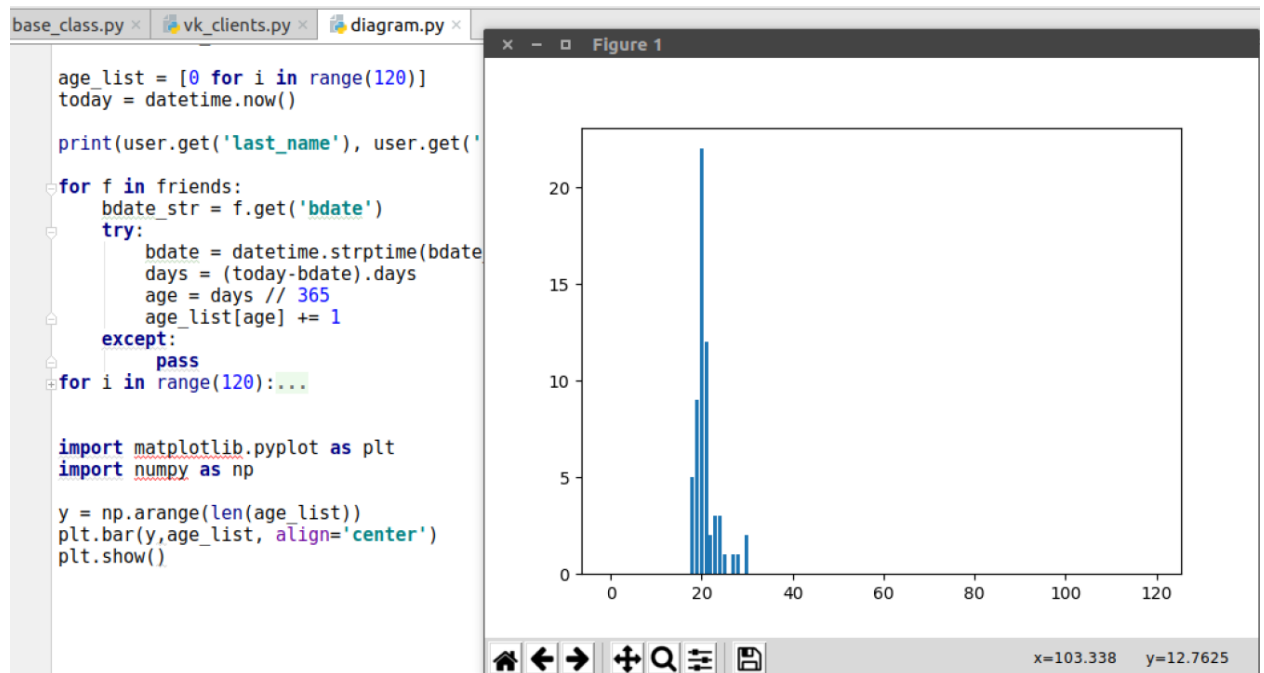 base_class.py × vk_clients.py × diagram.py ×
age_list = [0 for i in range(120)]
today = datetime.now()
print(user.get('last_name'), user.get('
for f in friends:
    bdate_str = f.get('bdate')
    try:
        bdate = datetime.strptime(bdate_
        days = (today-bdate).days
        age = days // 365
        age_list[age] += 1
    except:
        pass
for i in range(120):...
import matplotlib.pyplot as plt
import numpy as np
y = np.arange(len(age_list))
plt.bar(y,age_list, align='center')
plt.show()
Figure 1
20
15
10
5
0
0 20 40 60 80 100 120
x=103.338 y=12.7625